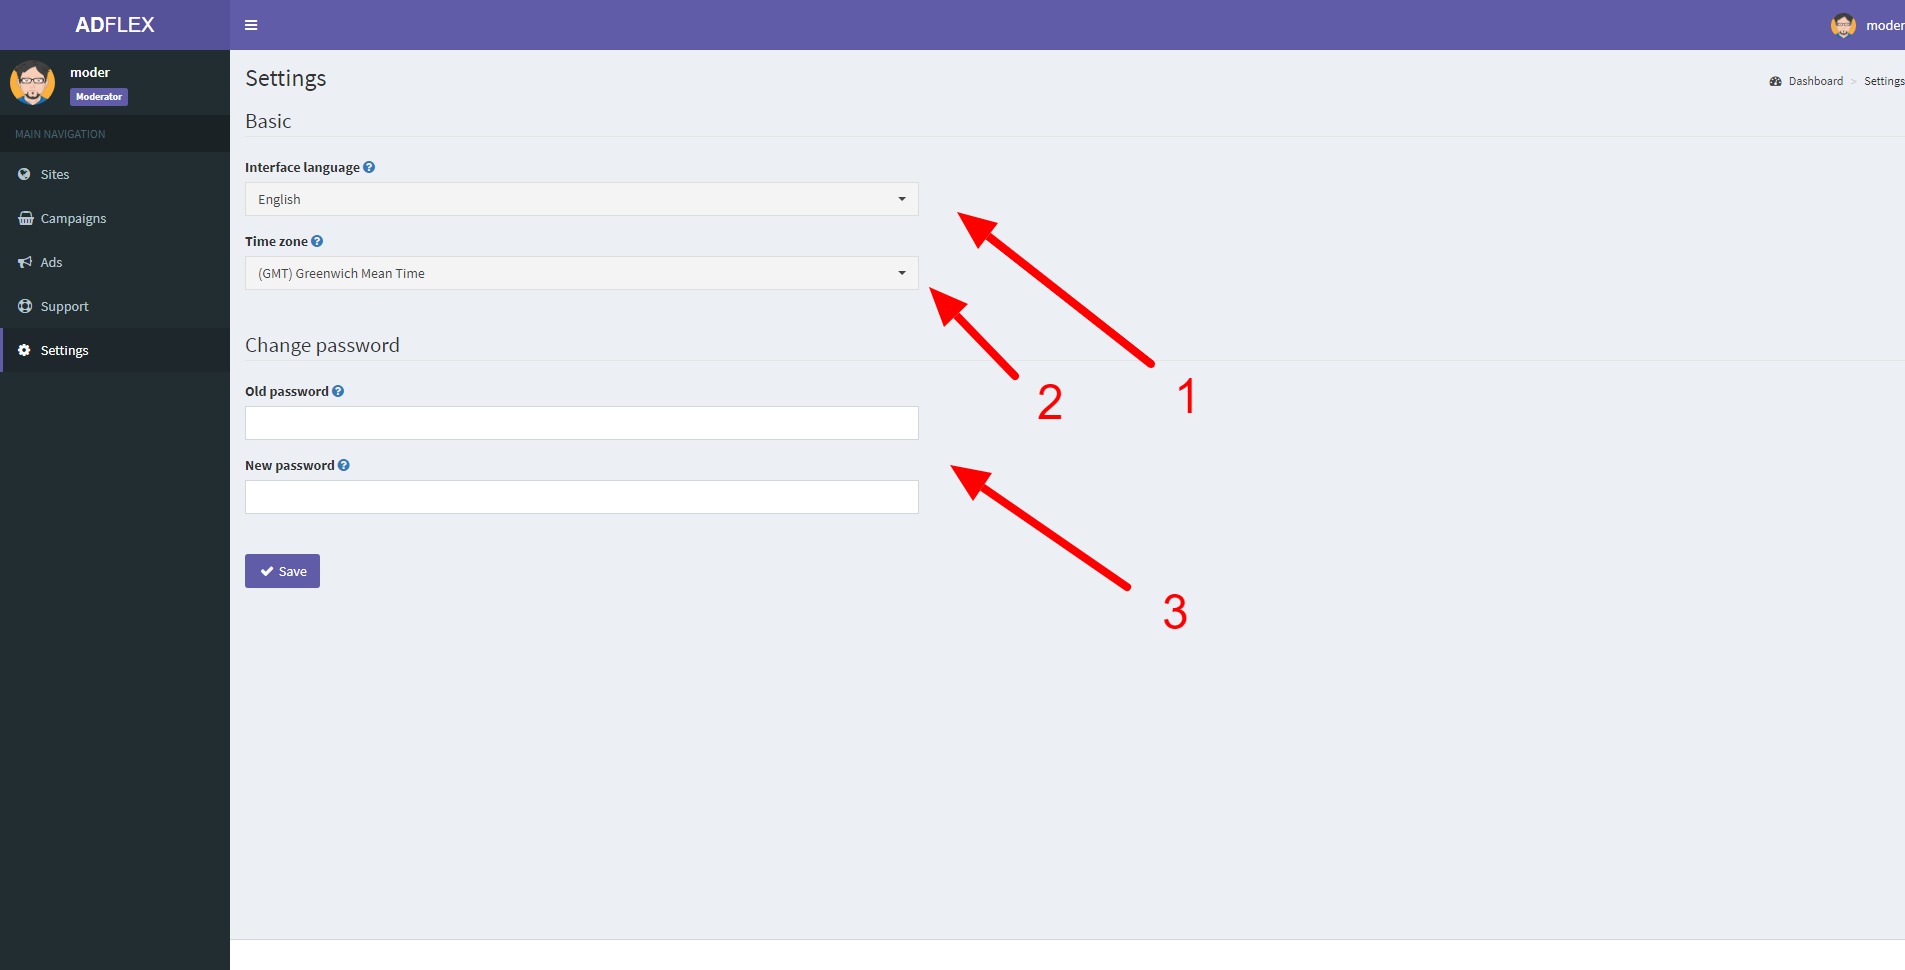 ADFLEX
moder
moder
Moderator
MAIN NAVIGATION
Sites
Campaigns
Ads
Support
Settings
Settings
Dashboard > Settings
Basic
Interface language
English
Time zone
(GMT) Greenwich Mean Time
1
2
Change password
Old password
New password
3
Save